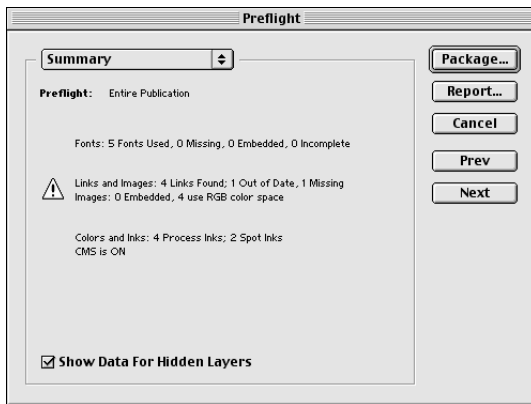 Preflight
Summary
Package...
Preflight: Entire Publication
Report...
Cancel
Fonts: 5 Fonts Used, 0 Missing, 0 Embedded, 0 Incomplete
Prev
Links and Images: 4 Links Found; 1 Out of Date, 1 Missing
Images: 0 Embedded, 4 use RGB color space
Next
Colors and Inks: 4 Process Inks; 2 Spot Inks
CMS is ON
Show Data For Hidden Layers